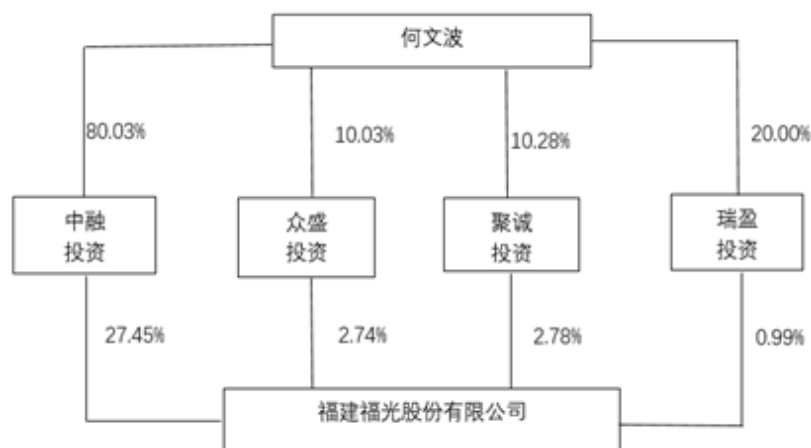 何文波
80.03%
10.03%
10.28%
20.00%
中融
投资
众盛
投资
聚诚
投资
瑞盈
投资
27.45%
2.74%
2.78%
0.99%
福建福光股份有限公司